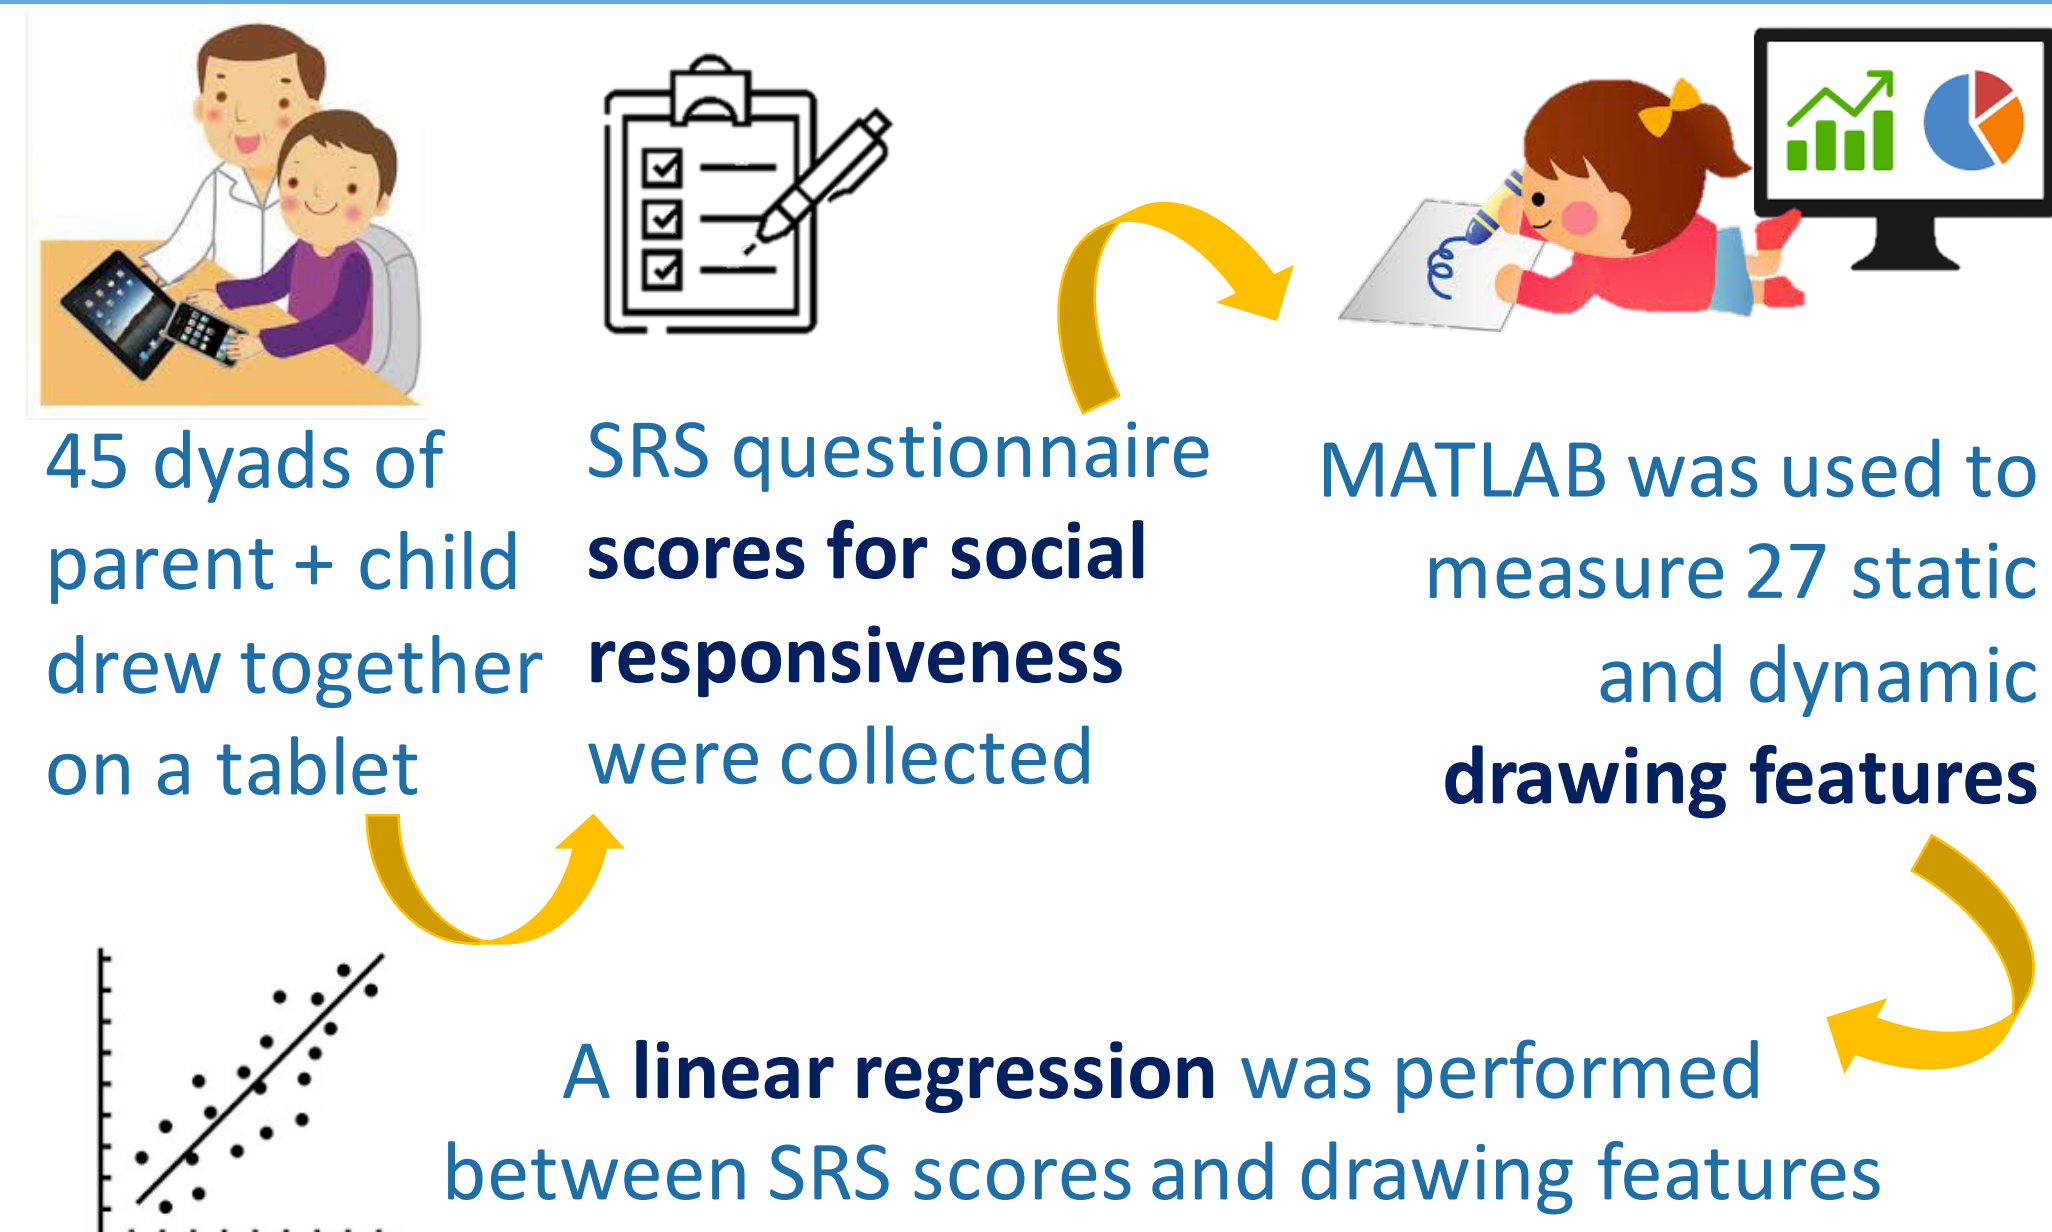 45 dyads of
parent + child
drew together
on a tablet
SRS questionnaire
scores for social
responsiveness
were collected
MATLAB was used to
measure 27 static
and dynamic
drawing features
A linear regression was performed
between SRS scores and drawing features